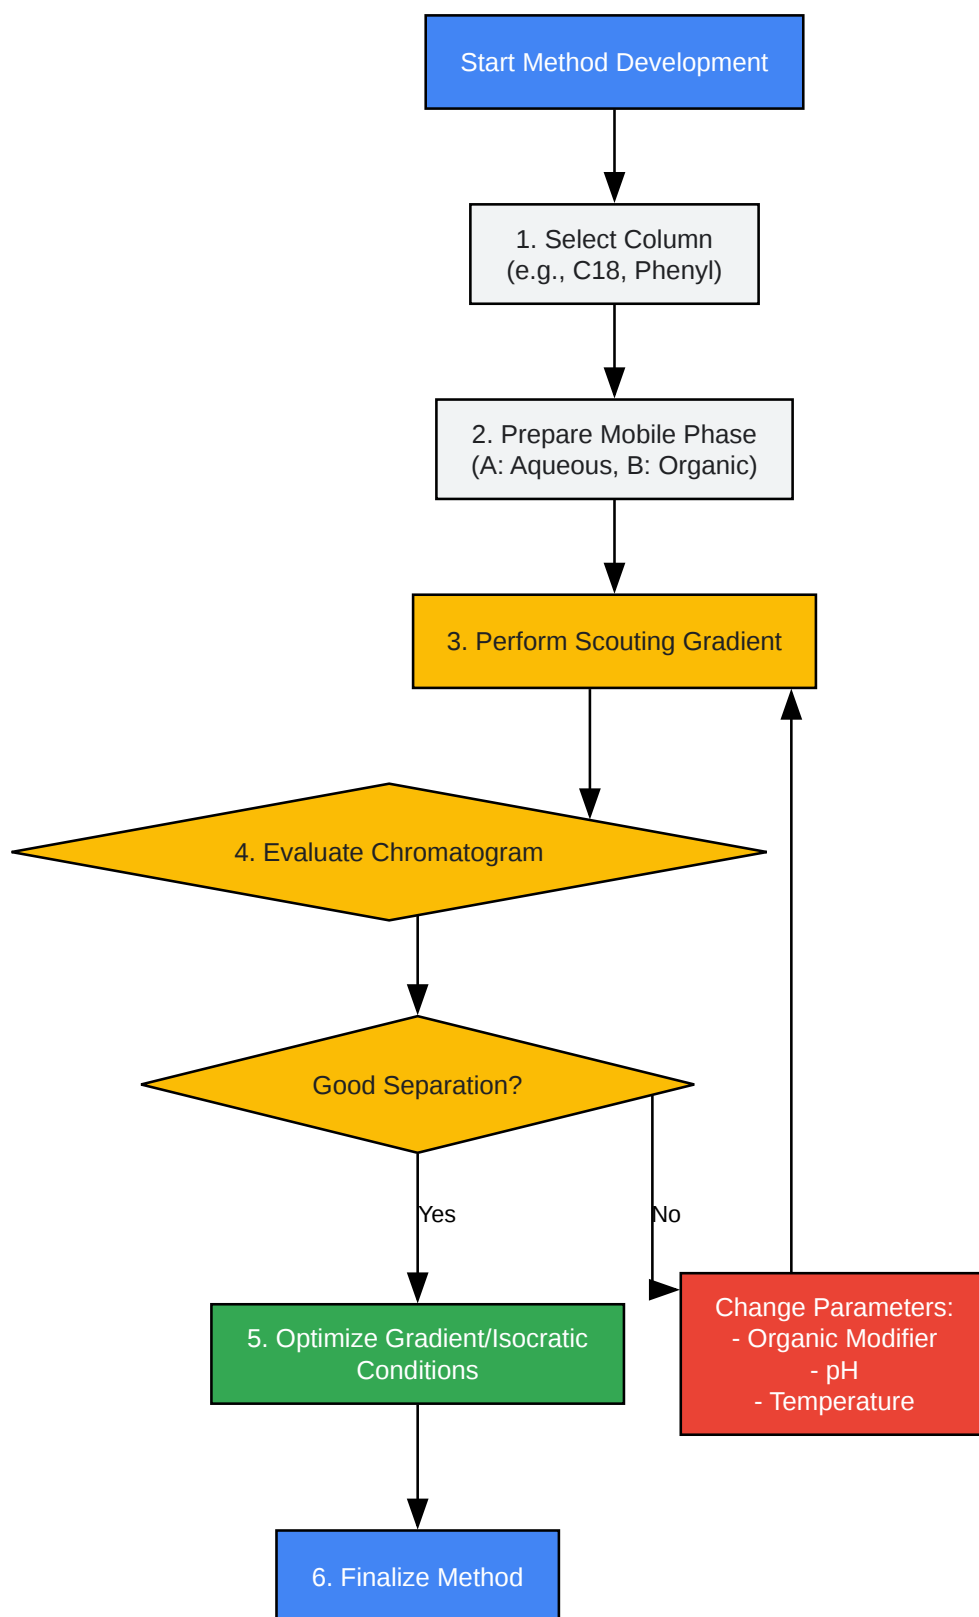 Start Method Development
1. Select Column
(e.g., C18, Phenyl)
2. Prepare Mobile Phase
(A: Aqueous, B: Organic)
3. Perform Scouting Gradient
4. Evaluate Chromatogram
Good Separation?
Yes
No
5. Optimize Gradient/Isocratic
Conditions
Change Parameters:
- Organic Modifier
- pH
- Temperature
6. Finalize Method